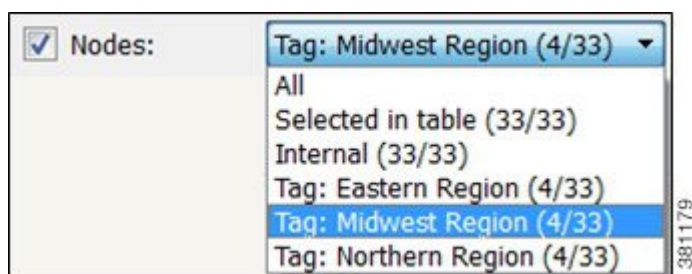 Nodes: Tag: Midwest Region (4/33)
All
Selected in table (33/33)
Internal (33/33)
Tag: Eastern Region (4/33)
Tag: Midwest Region (4/33)
Tag: Northern Region (4/33)
381179